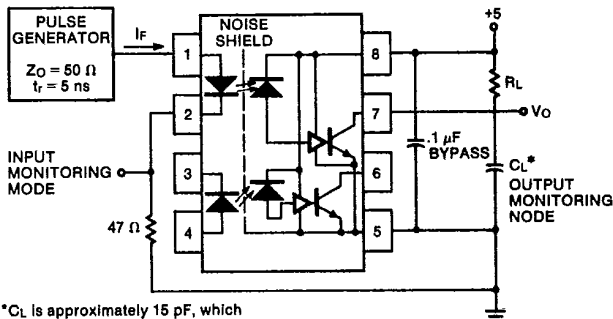 PULSE
GENERATOR
Zo = 50 Ω
tr = 5 ns
IF
NOISE
SHIELD
+5
1
8
RL
2
7
Vo
.1 μF
BYPASS
INPUT
MONITORING
MODE
3
6
CL*
OUTPUT
MONITORING
NODE
47 Ω
4
5
*CL is approximately 15 pF, which